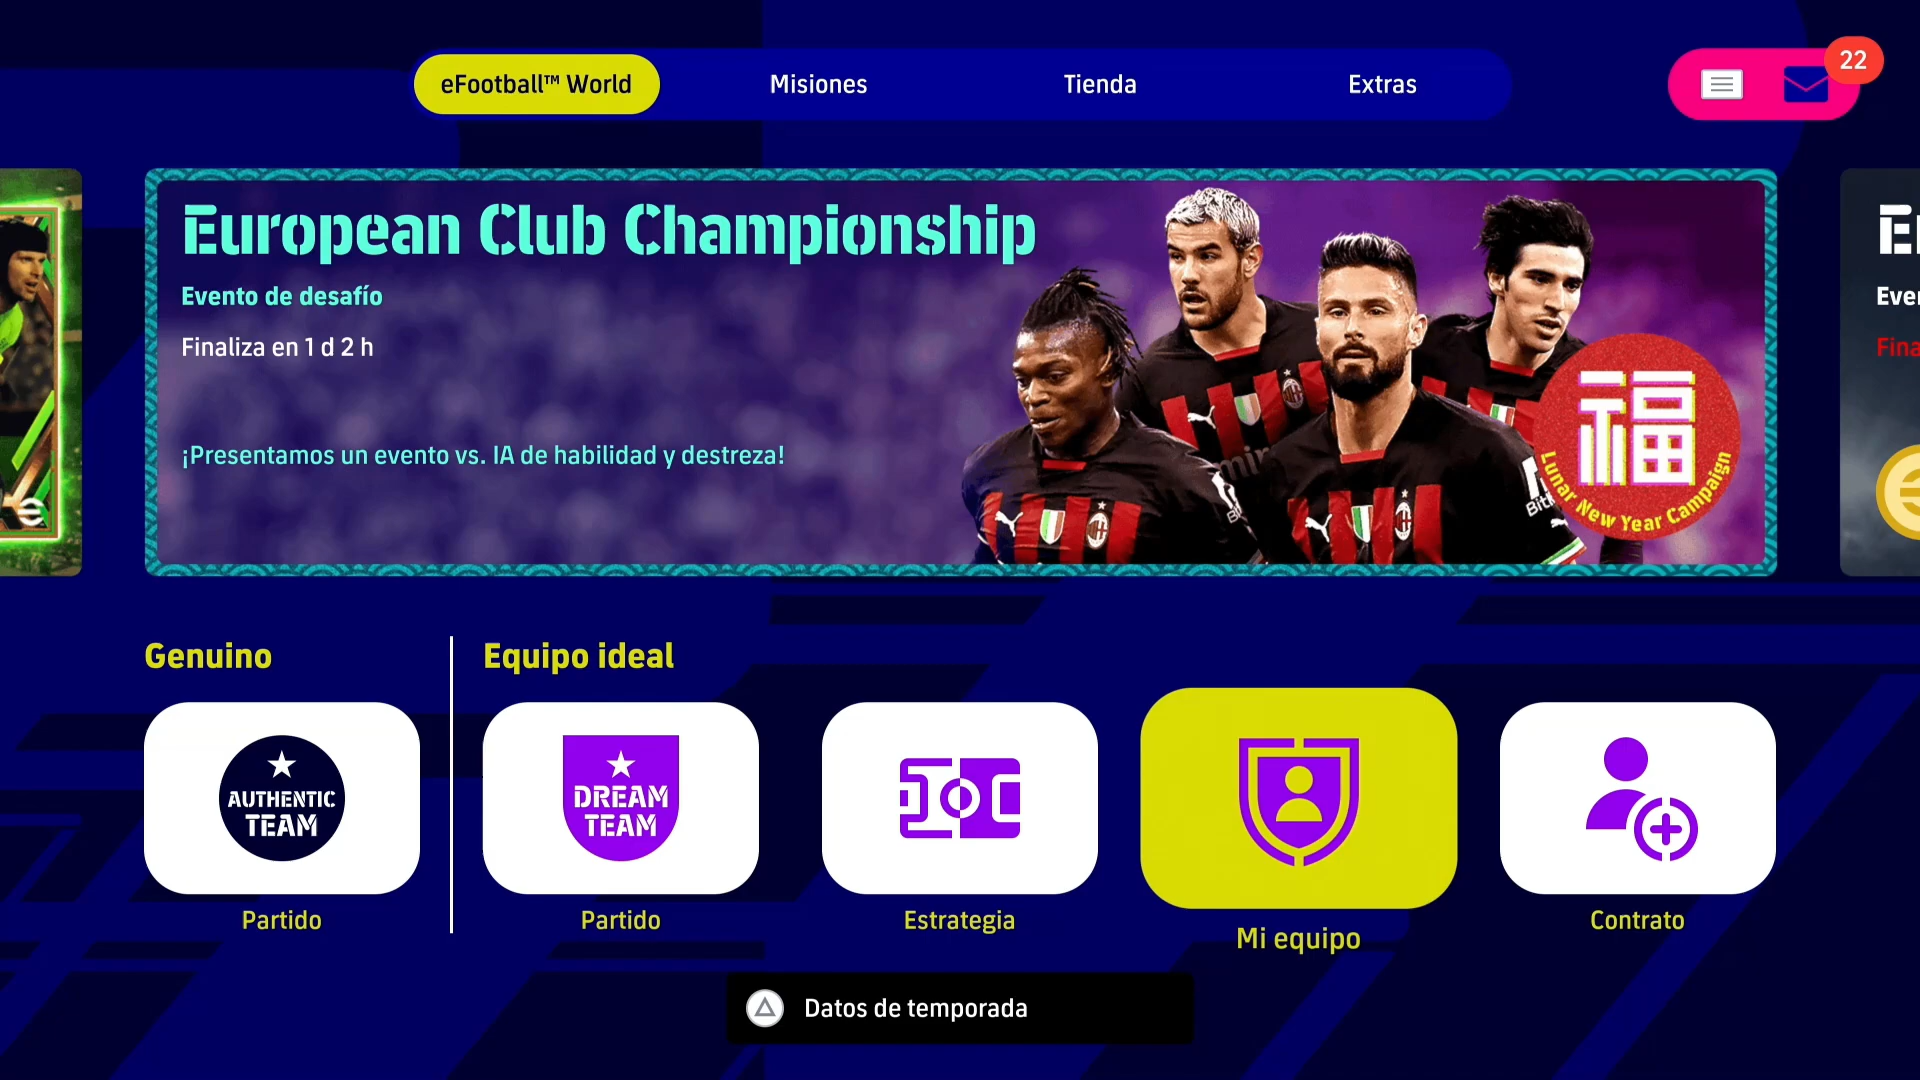 eFootball™ World
Misiones
Tienda
Extras
22
European Club Championship
Evento de desafío
Finaliza en 1 d 2 h
¡Presentamos un evento vs. IA de habilidad y destreza!
福
Lunar New Year Campaign
Genuino
Equipo ideal
AUTHENTIC
TEAM
DREAM
TEAM
Partido
Partido
Estrategia
Mi equipo
Contrato
Datos de temporada